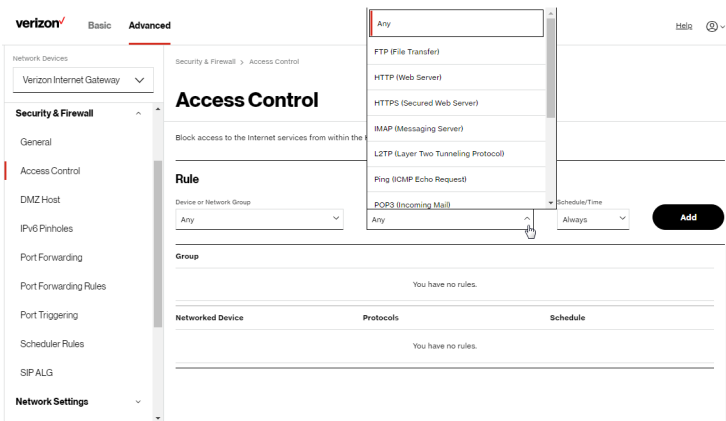 verizon✓
Basic
Advanced
Help
Network Devices
Verizon Internet Gateway
Security & Firewall
General
Access Control
DMZ Host
IPv6 Pinholes
Port Forwarding
Port Forwarding Rules
Port Triggering
Scheduler Rules
SIP ALG
Network Settings
Security & Firewall > Access Control
Access Control
Block access to the Internet services from within the
Rule
Device or Network Group
Any
Any
FTP (File Transfer)
HTTP (Web Server)
HTTPS (Secured Web Server)
IMAP (Messaging Server)
L2TP (Layer Two Tunneling Protocol)
Ping (ICMP Echo Request)
POP3 (Incoming Mail)
Any
Schedule/Time
Always
Add
Group
You have no rules.
Networked Device Protocols Schedule
You have no rules.